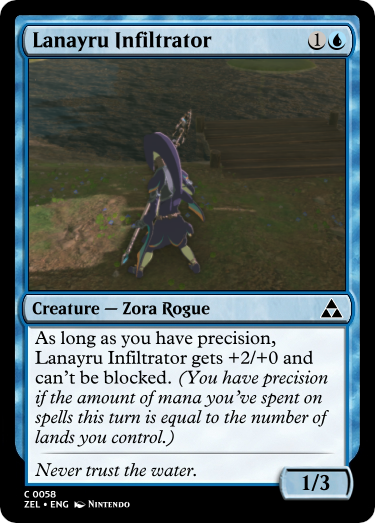 Lanayru Infiltrator 1
Creature — Zora Rogue
As long as you have precision,
Lanayru Infiltrator gets +2/+0 and
can't be blocked. (You have precision
if the amount of mana you've spent on
spells this turn is equal to the number of
lands you control.)
Never trust the water.
1/3
C 0058
ZEL • ENG Nintendo